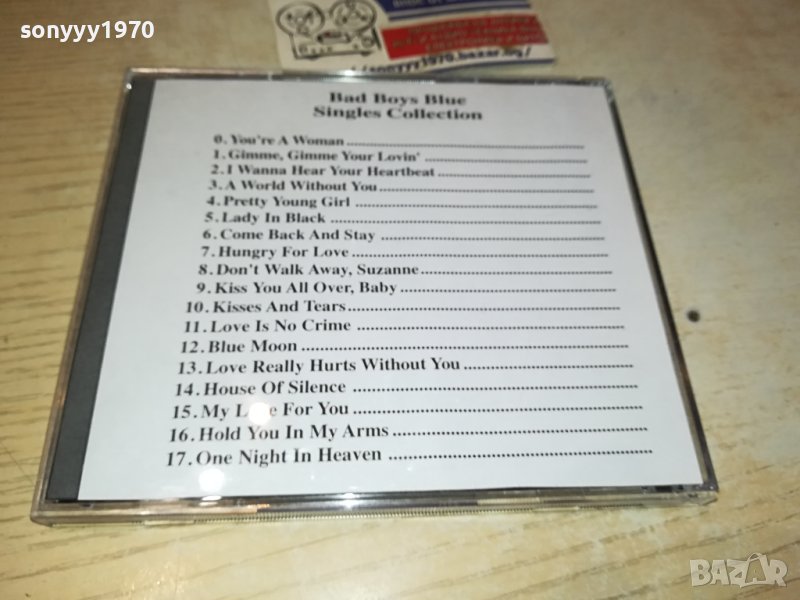 sonyyy1970
Bad Boys Blue
Singles Collection
0. You're A Woman
1. Gimme, Gimme Your Lovin'
2. I Wanna Hear Your Heartbeat
3. A World Without You
4. Pretty Young Girl
5. Lady In Black
6. Come Back And Stay
7. Hungry For Love
8. Don't Walk Away, Suzanne
9. Kiss You All Over, Baby
10. Kisses And Tears
11. Love Is No Crime
12. Blue Moon
13. Love Really Hurts Without You
14. House Of Silence
15. My L e For You
16. Hold You In My Arms
17. One Night In Heaven
BAZAR